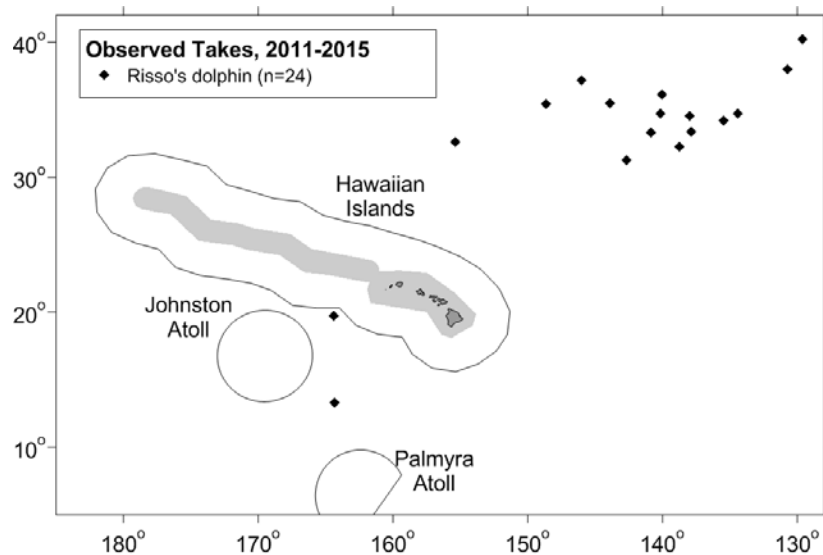 Observed Takes, 2011-2015
Risso's dolphin (n=24)
40°
30°
20°
10°
Hawaiian
Islands
Johnston
Atoll
Palmyra
Atoll
180°
170°
160°
150°
140°
130°